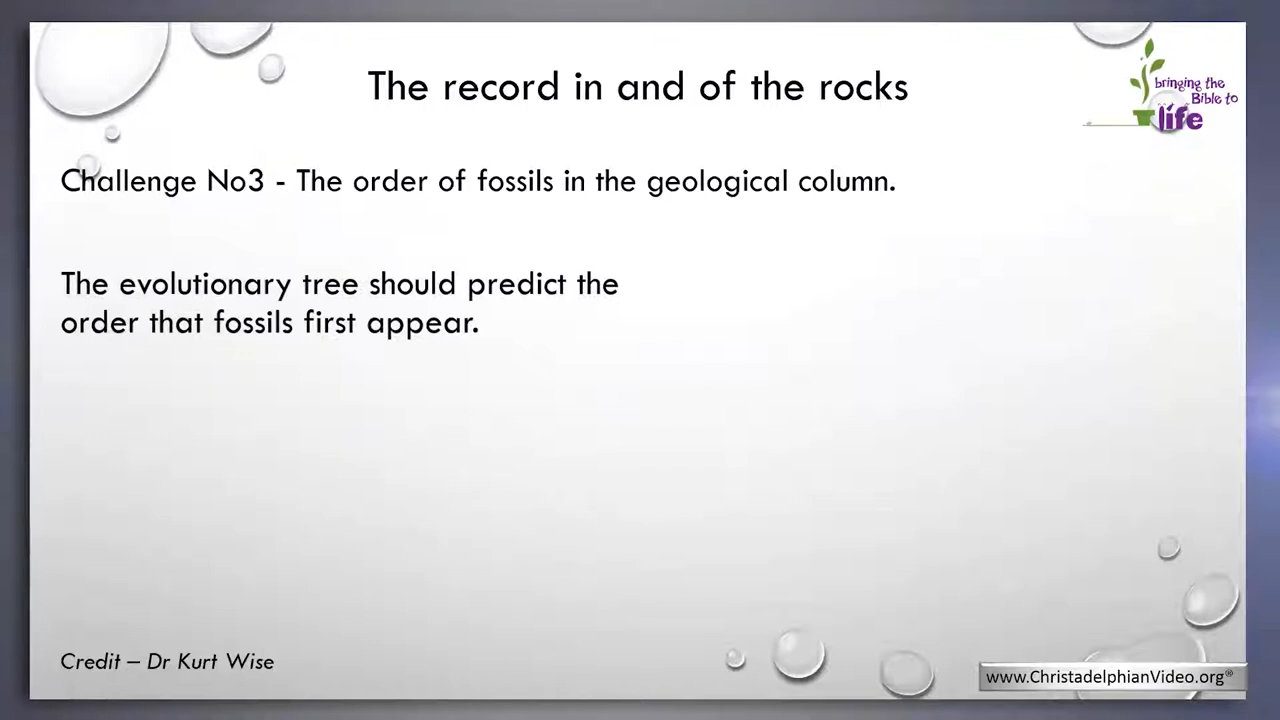 The record in and of the rocks
bringing the
Bible to
life
Challenge No3 - The order of fossils in the geological column.
The evolutionary tree should predict the
order that fossils first appear.
Credit – Dr Kurt Wise
www.ChristadelphianVideo.org®